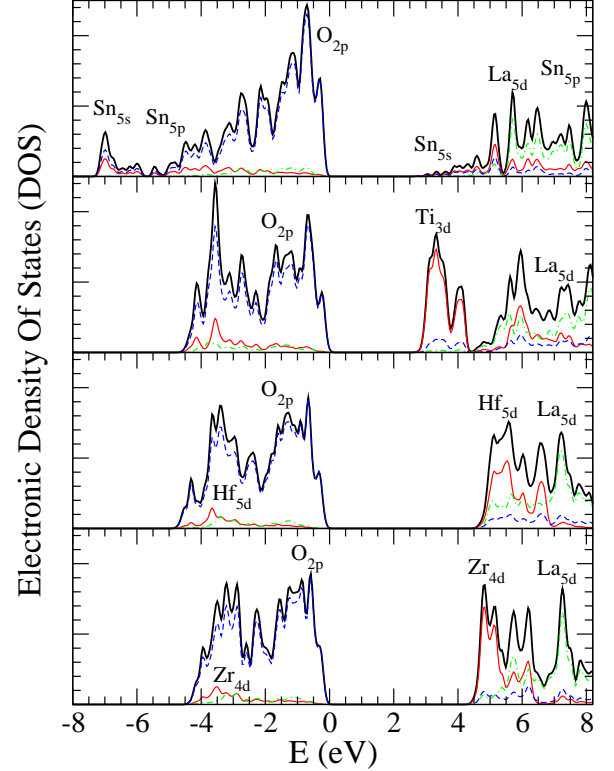 Electronic Density Of States (DOS)
O2p
Sn5s
Sn5p
Sn5s
La5d
Sn5p
O2p
Ti3d
La5d
O2p
Hf5d
Hf5d
La5d
O2p
Zr4d
Zr4d
La5d
-8 -6 -4 -2 0 2 4 6 8
E (eV)